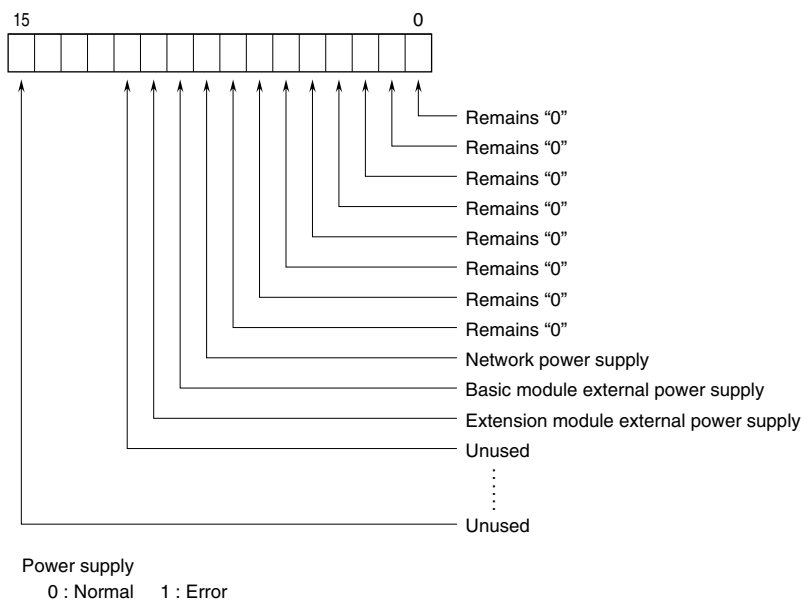 15 0
Remains “0”
Remains “0”
Remains “0”
Remains “0”
Remains “0”
Remains “0”
Remains “0”
Remains “0”
Network power supply
Basic module external power supply
Extension module external power supply
Unused
Unused
Power supply
0 : Normal 1 : Error